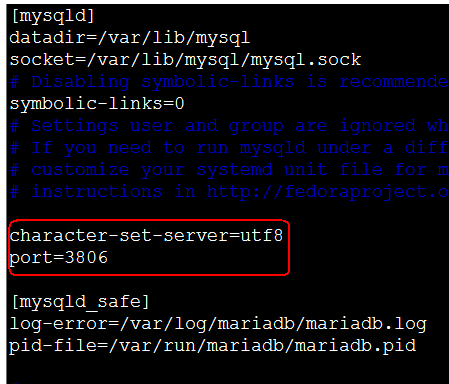 [mysqld]
datadir=/var/lib/mysql
socket=/var/lib/mysql/mysql.sock
# Disabling symbolic-links is recommende
symbolic-links=0
# Settings user and group are ignored wh
# If you need to run mysqld under a diff
# customize your systemd unit file for m
# instructions in http://fedoraproject.o
character-set-server=utf8
port=3806
[mysqld_safe]
log-error=/var/log/mariadb/mariadb.log
pid-file=/var/run/mariadb/mariadb.pid